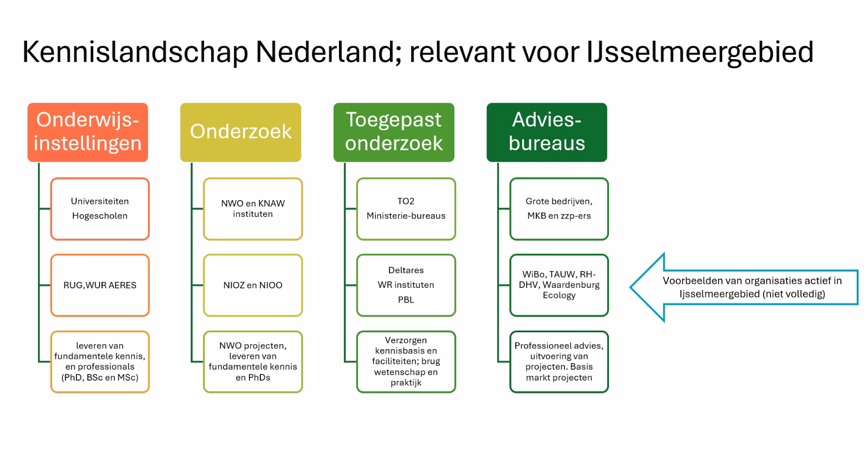 Kennislandschap Nederland; relevant voor IJsselmeergebied
Onderwijs-
instellingen
Universiteiten
Hogescholen
RUG,WUR AERES
leveren van
fundamentele kennis,
en professionals
(PhD, BSc en MSc)
Onderzoek
NWO en KNAW
instituten
NIOZ en NIOO
NWO projecten,
leveren van
fundamentele kennis
en PhDs
Toegepast
onderzoek
TO2
Ministerie-bureaus
Deltares
WR instituten
PBL
Verzorgen
kennisbasis en
faciliteiten; brug
wetenschap en
praktijk
Advies-
bureaus
Grote bedrijven,
MKB en zzp-ers
WiBo, TAUW, RH-
DHV, Waardenburg
Ecology
Professioneel advies,
uitvoering van
projecten. Basis
markt projecten
Voorbeelden van organisaties actief in
Ijsselmeergebied (niet volledig)